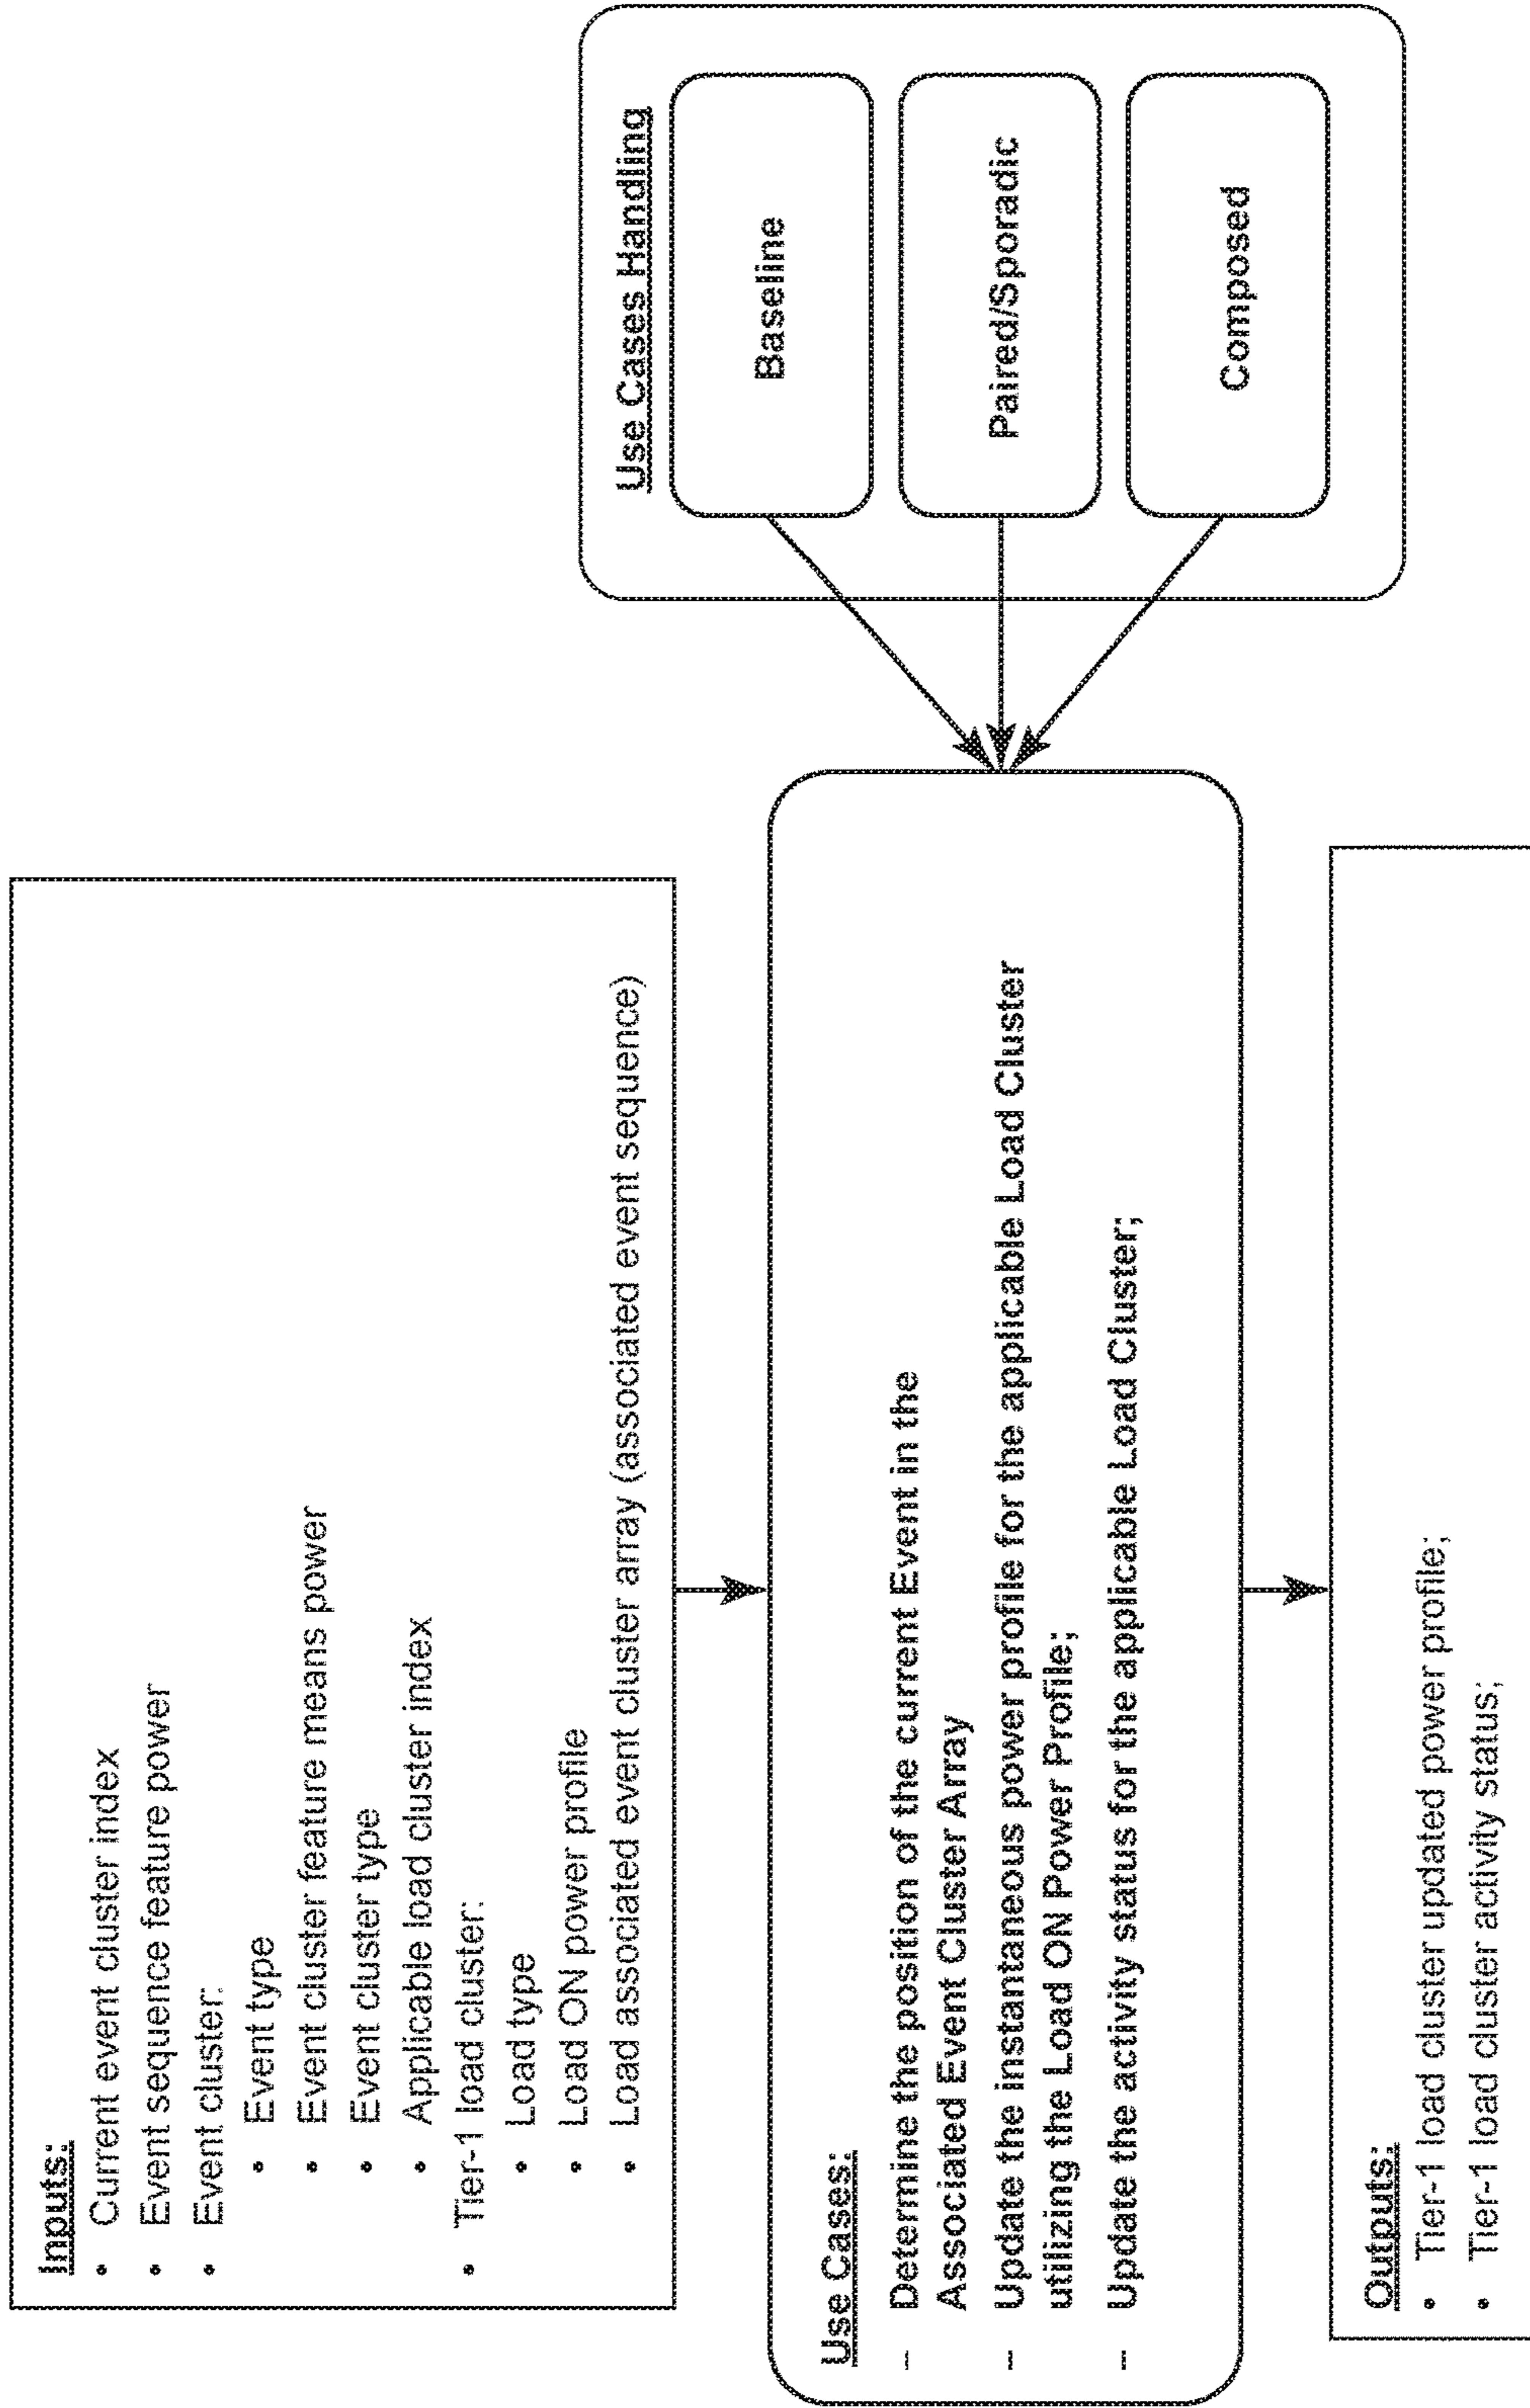 Inputs:
• Current event cluster index
• Event sequence feature power
• Event cluster:
• Event type
• Event cluster feature means power
• Event cluster type
• Applicable load cluster index
• Tier-1 load cluster:
• Load type
• Load ON power profile
• Load associated event cluster array (associated event sequence)
Use Cases:
– Determine the position of the current Event in the
Associated Event Cluster Array
– Update the instantaneous power profile for the applicable Load Cluster
utilizing the Load ON Power Profile;
– Update the activity status for the applicable Load Cluster;
Use Cases Handling
Baseline
Paired/Sporadic
Composed
Outputs:
• Tier-1 load cluster updated power profile;
• Tier-1 load cluster activity status;